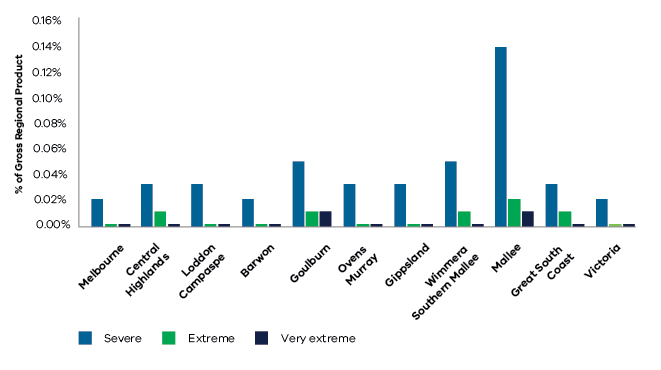 % of Gross Regional Product
0.16%
0.14%
0.12%
0.10%
0.08%
0.06%
0.04%
0.02%
0.00%
Melbourne
Central
Highlands
Loddon
Campaspe
Barwon
Goulburn
Ovens
Murray
Gippsland
Wimmera
Southern Mallee
Mallee
Great South
Coast
Victoria
Severe
Extreme
Very extreme